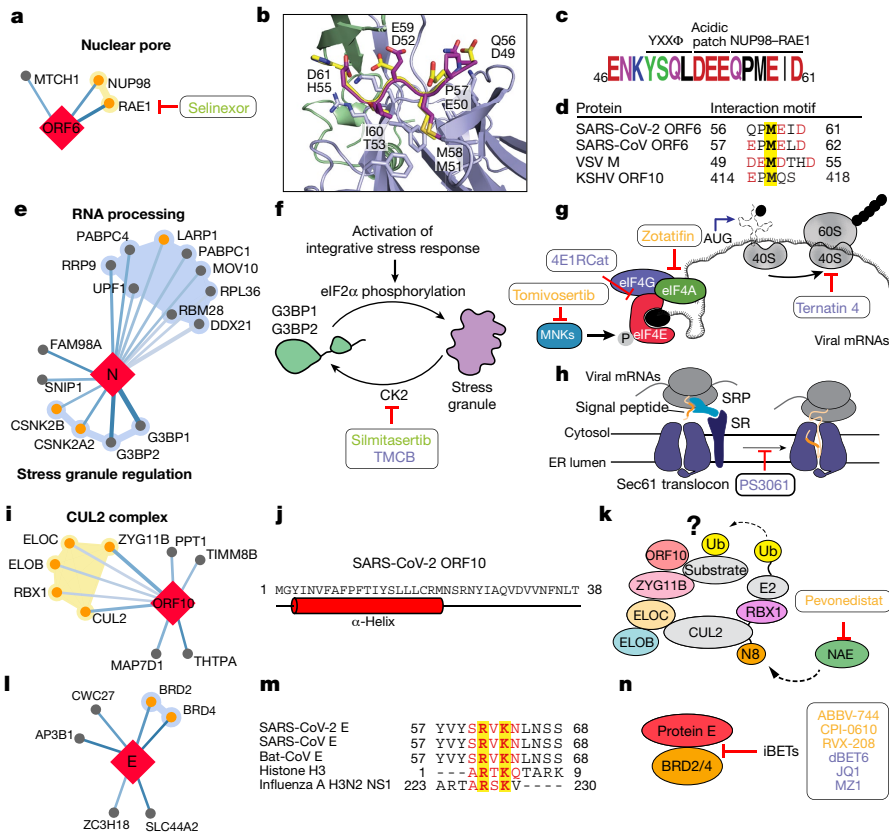 a
Nuclear pore
MTCH1
NUP98
RAE1
ORF6
Selinexor
b
E59
D52
Q56
D49
D61
H55
P57
E50
I60
T53
M58
M51
c
YXXΦ
Acidic
patch
NUP98–RAE1
46
ENKYSQLDEEQPMEID
61
d
Protein Interaction motif
SARS-CoV-2 ORF6 56 QPMEID 61
SARS-CoV ORF6 57 EPMELD 62
VSV M 49 DEMDTHD 55
KSHV ORF10 414 EPMQS 418
e
RNA processing
PABPC4
LARP1
PABPC1
RRP9
MOV10
UPF1
RPL36
RBM28
DDX21
FAM98A
N
SNIP1
CSNK2B
CSNK2A2
G3BP1
G3BP2
Stress granule regulation
f
Activation of
integrative stress response
eIF2α phosphorylation
G3BP1
G3BP2
Stress
granule
CK2
Silmitasertib
TMCB
g
Zotatifin
AUG
40S
60S
40S
4E1RCat
eIF4G
eIF4A
Tomivosertib
MNKs
P
eIF4E
Ternatin 4
Viral mRNAs
h
Viral mRNAs
SRP
Signal peptide
SR
Cytosol
ER lumen
Sec61 translocon
PS3061
i
CUL2 complex
ELOC
ZYG11B
PPT1
TIMM8B
ELOB
RBX1
ORF10
CUL2
MAP7D1
THTPA
j
SARS-CoV-2 ORF10
1 MGYINVFAFPFTIYSLLLCRMNSRNYIAQVDVVNFNLT 38
α-Helix
k
?
ORF10
Ub
Ub
Substrate
ZYG11B
E2
RBX1
ELOC
ELOB
CUL2
N8
Pevonedistat
NAE
l
CWC27
BRD2
BRD4
AP3B1
E
ZC3H18
SLC44A2
m
SARS-CoV-2 E 57 YVYSRVKNLNSS 68
SARS-CoV E 57 YVYSRVKNLNSS 68
Bat-CoV E 57 YVYSRVKNLNSS 68
Histone H3 1 ---ARTKQTARK 9
Influenza A H3N2 NS1 223 ARTARSKV---- 230
n
Protein E
BRD2/4
iBETs
ABBV-744
CPI-0610
RVX-208
dBET6
JQ1
MZ1